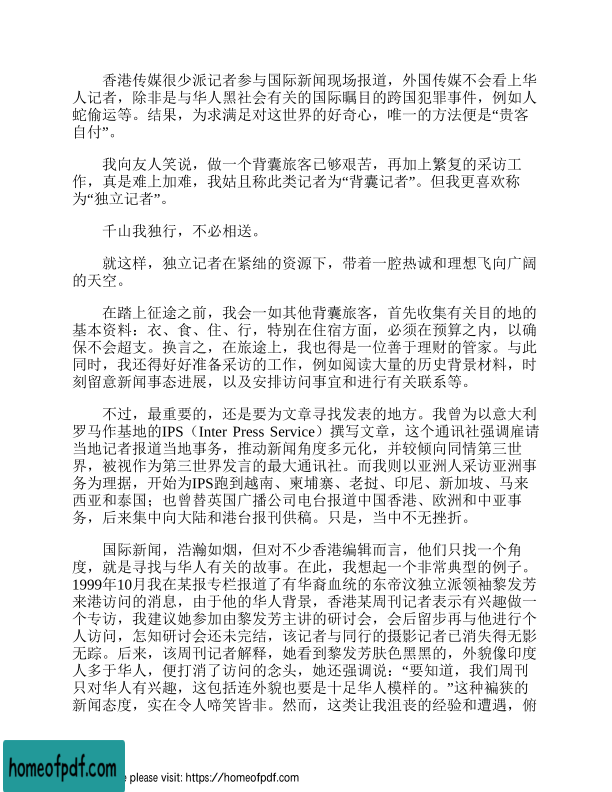 香港传媒很少派记者参与国际新闻现场报道，外国传媒不会看上华
人记者，除非是与华人黑社会有关的国际瞩目的跨国犯罪事件，例如人
蛇偷运等。结果，为求满足对这世界的好奇心，唯一的方法便是“贵客
自付”。
我向友人笑说，做一个背囊旅客已够艰苦，再加上繁复的采访工
作，真是难上加难，我姑且称此类记者为“背囊记者”。但我更喜欢称
为“独立记者”。
千山我独行，不必相送。
就这样，独立记者在紧绌的资源下，带着一腔热诚和理想飞向广阔
的天空。
在踏上征途之前，我会一如其他背囊旅客，首先收集有关目的地的
基本资料：衣、食、住、行，特别在住宿方面，必须在预算之内，以确
保不会超支。换言之，在旅途上，我也得是一位善于理财的管家。与此
同时，我还得好好准备采访的工作，例如阅读大量的历史背景材料，时
刻留意新闻事态进展，以及安排访问事宜和进行有关联系等。
不过，最重要的，还是要为文章寻找发表的地方。我曾为以意大利
罗马作基地的IPS（Inter Press Service）撰写文章，这个通讯社强调雇请
当地记者报道当地事务，推动新闻角度多元化，并较倾向同情第三世
界，被视作为第三世界发言的最大通讯社。而我则以亚洲人采访亚洲事
务为理据，开始为IPS跑到越南、柬埔寨、老挝、印尼、新加坡、马来
西亚和泰国；也曾替英国广播公司电台报道中国香港、欧洲和中亚事
务，后来集中向大陆和港台报刊供稿。只是，当中不无挫折。
国际新闻，浩瀚如烟，但对不少香港编辑而言，他们只找一个角
度，就是寻找与华人有关的故事。在此，我想起一个非常典型的例子。
1999年10月我在某报专栏报道了有华裔血统的东帝汶独立派领袖黎发芳
来港访问的消息，由于他的华人背景，香港某周刊记者表示有兴趣做一
个专访，我建议她参加由黎发芳主讲的研讨会，会后留步再与他进行个
人访问，怎知研讨会还未完结，该记者与同行的摄影记者已消失得无影
无踪。后来，该周刊记者解释，她看到黎发芳肤色黑黑的，外貌像印度
人多于华人，便打消了访问的念头，她还强调说：“要知道，我们周刊
只对华人有兴趣，这包括连外貌也要是十足华人模样的。”这种褊狭的
新闻态度，实在令人啼笑皆非。然而，这类让我沮丧的经验和遭遇，俯
homeofpdf.com
e please visit: https://homeofpdf.com